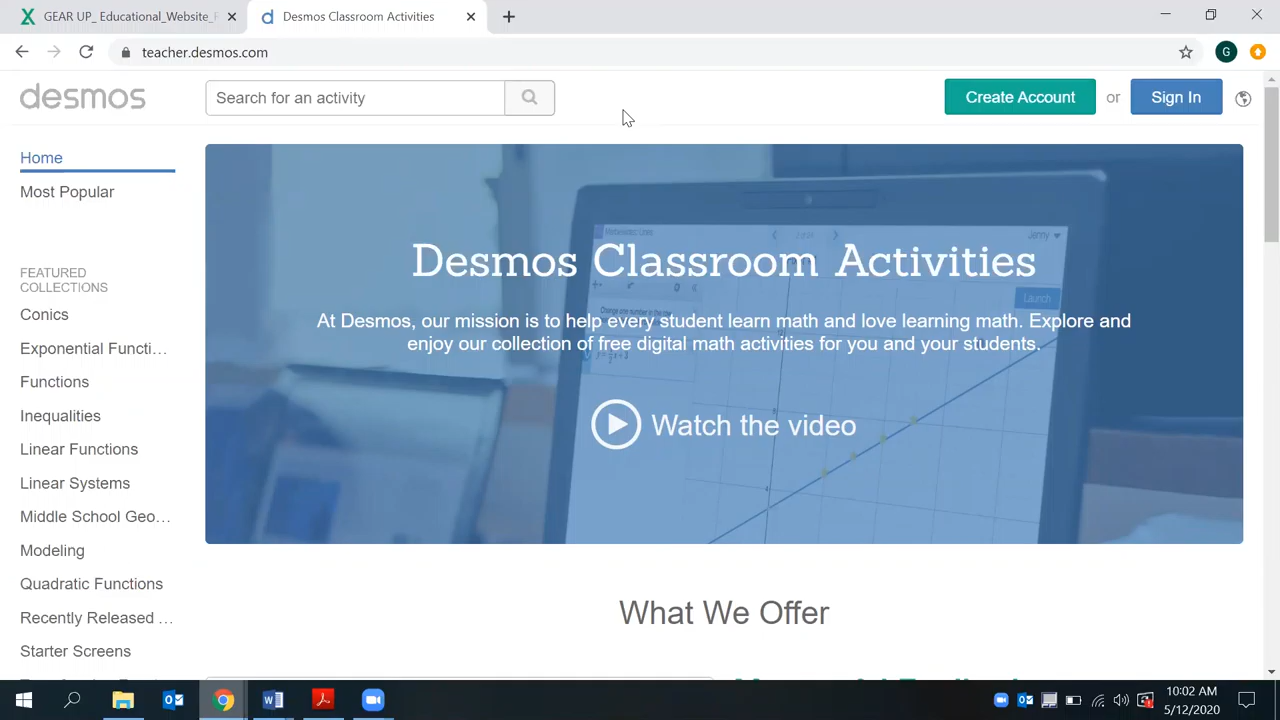 GEAR UP_ Educational_Website_
Desmos Classroom Activities
teacher.desmos.com
G
desmos
Search for an activity
Create Account
or
Sign In
Home
Most Popular
FEATURED
COLLECTIONS
Conics
Exponential Functi...
Functions
Inequalities
Linear Functions
Linear Systems
Middle School Geo...
Modeling
Quadratic Functions
Recently Released ...
Starter Screens
Jenny
Launch
Desmos Classroom Activities
At Desmos, our mission is to help every student learn math and love learning math. Explore and
enjoy our collection of free digital math activities for you and your students.
Watch the video
What We Offer
10:02 AM
5/12/2020